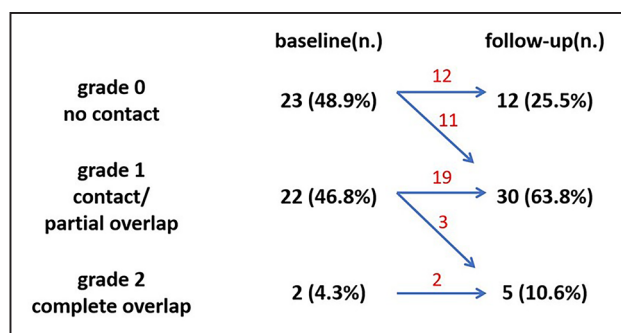 baseline(n.) follow-up(n.)
grade 0
no contact
23 (48.9%) 12 12 (25.5%)
11
grade 1
contact/
partial overlap
22 (46.8%) 19 30 (63.8%)
3
grade 2
complete overlap
2 (4.3%) 2 5 (10.6%)